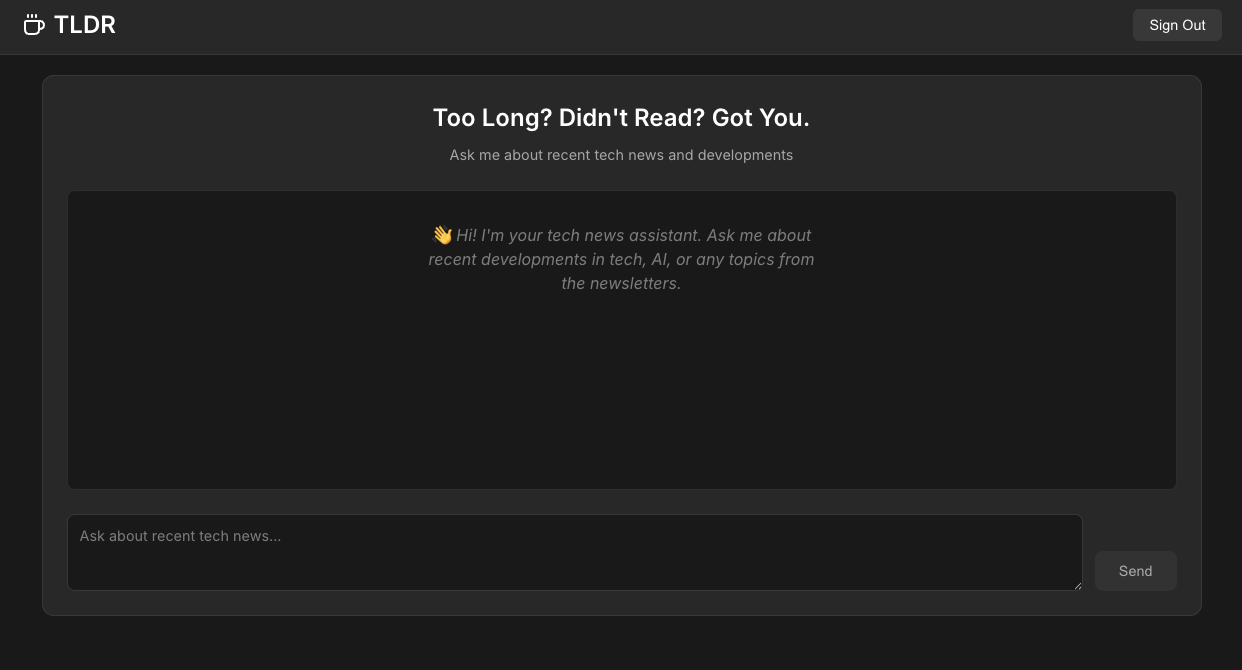 TLDR
Sign Out
Too Long? Didn't Read? Got You.
Ask me about recent tech news and developments
👋 Hi! I'm your tech news assistant. Ask me about
recent developments in tech, AI, or any topics from
the newsletters.
Ask about recent tech news...
Send